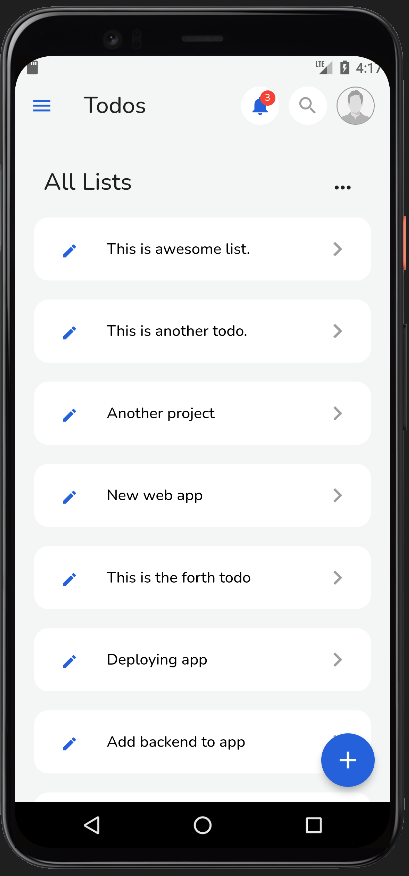 LTE 4:17
Todos
3
All Lists
This is awesome list.
This is another todo.
Another project
New web app
This is the forth todo
Deploying app
Add backend to app